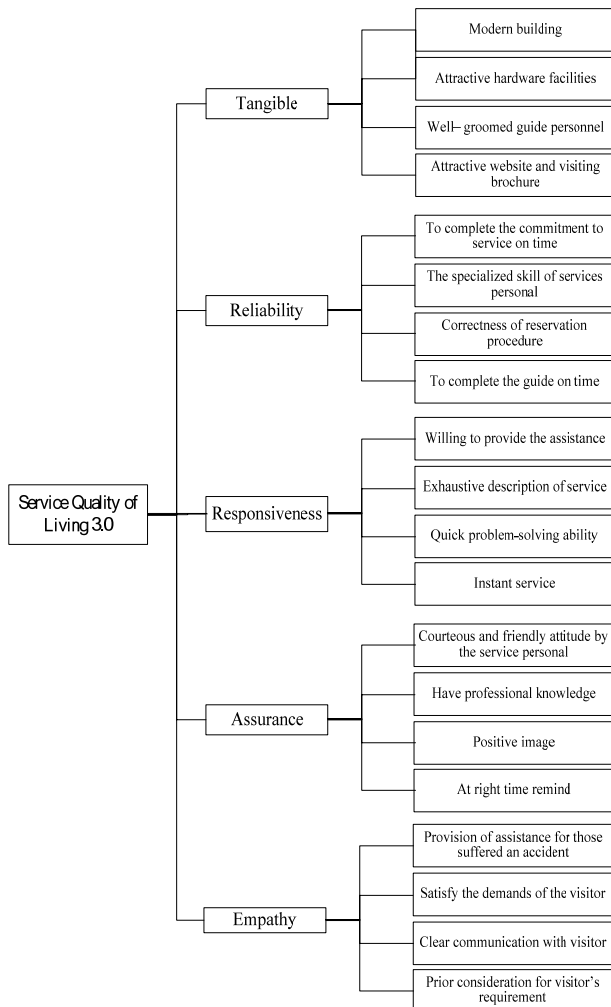 Modern building
Attractive hardware facilities
Tangible
Well– groomed guide personnel
Attractive website and visiting
brochure
To complete the commitment to
service on time
The specialized skill of services
personal
Reliability
Correctness of reservation
procedure
To complete the guide on time
Willing to provide the assistance
Exhaustive description of service
Service Quality of
Living 3.0
Responsiveness
Quick problem-solving ability
Instant service
Courteous and friendly attitude by
the service personal
Have professional knowledge
Assurance
Positive image
At right time remind
Provision of assistance for those
suffered an accident
Satisfy the demands of the visitor
Empathy
Clear communication with visitor
Prior consideration for visitor's
requirement